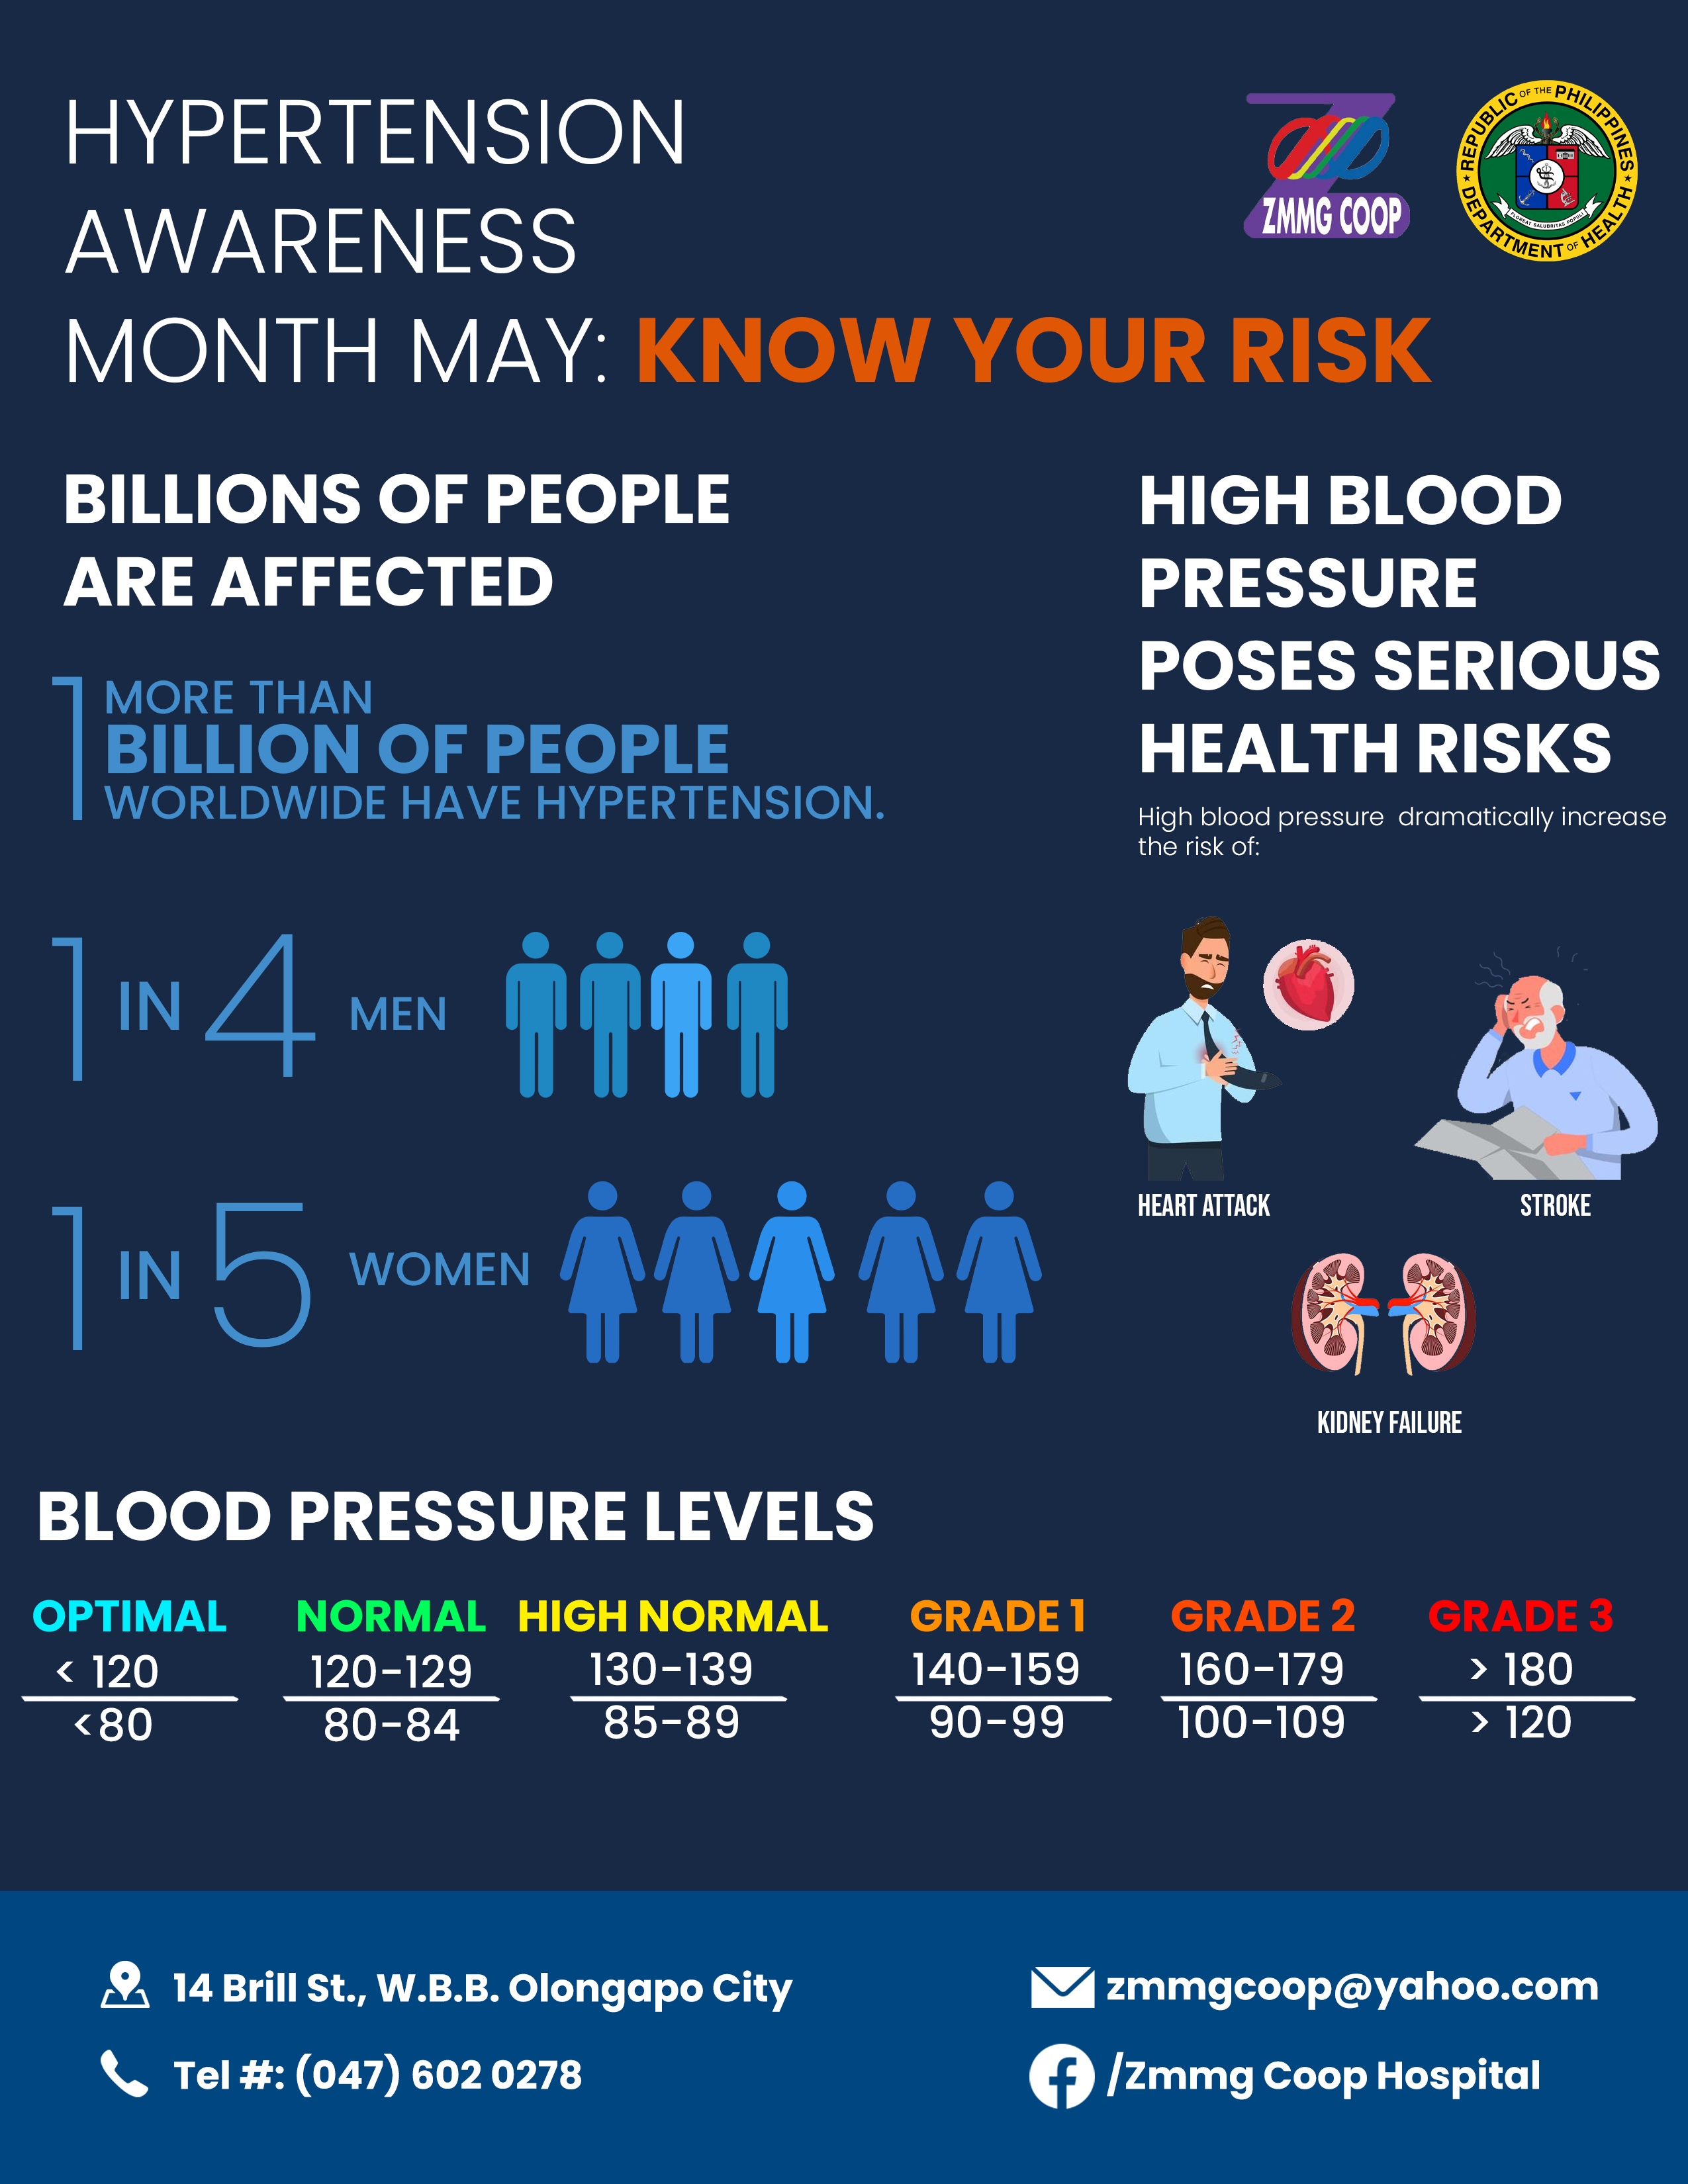 HYPERTENSION
AWARENESS
MONTH MAY: KNOW YOUR RISK
ZMMG COOP
REPUBLIC OF THE PHILIPPINES
DEPARTMENT OF HEALTH
BILLIONS OF PEOPLE
ARE AFFECTED
1 MORE THAN
BILLION OF PEOPLE
WORLDWIDE HAVE HYPERTENSION.
1 IN 4 MEN
1 IN 5 WOMEN
HIGH BLOOD
PRESSURE
POSES SERIOUS
HEALTH RISKS
High blood pressure  dramatically increase
the risk of:
HEART ATTACK
STROKE
KIDNEY FAILURE
BLOOD PRESSURE LEVELS
OPTIMAL NORMAL HIGH NORMAL GRADE 1 GRADE 2 GRADE 3
< 120 120-129 130-139 140-159 160-179 > 180
<80 80-84 85-89 90-99 100-109 > 120
14 Brill St., W.B.B. Olongapo City
Tel #: (047) 602 0278
zmmgcoop@yahoo.com
/Zmmg Coop Hospital